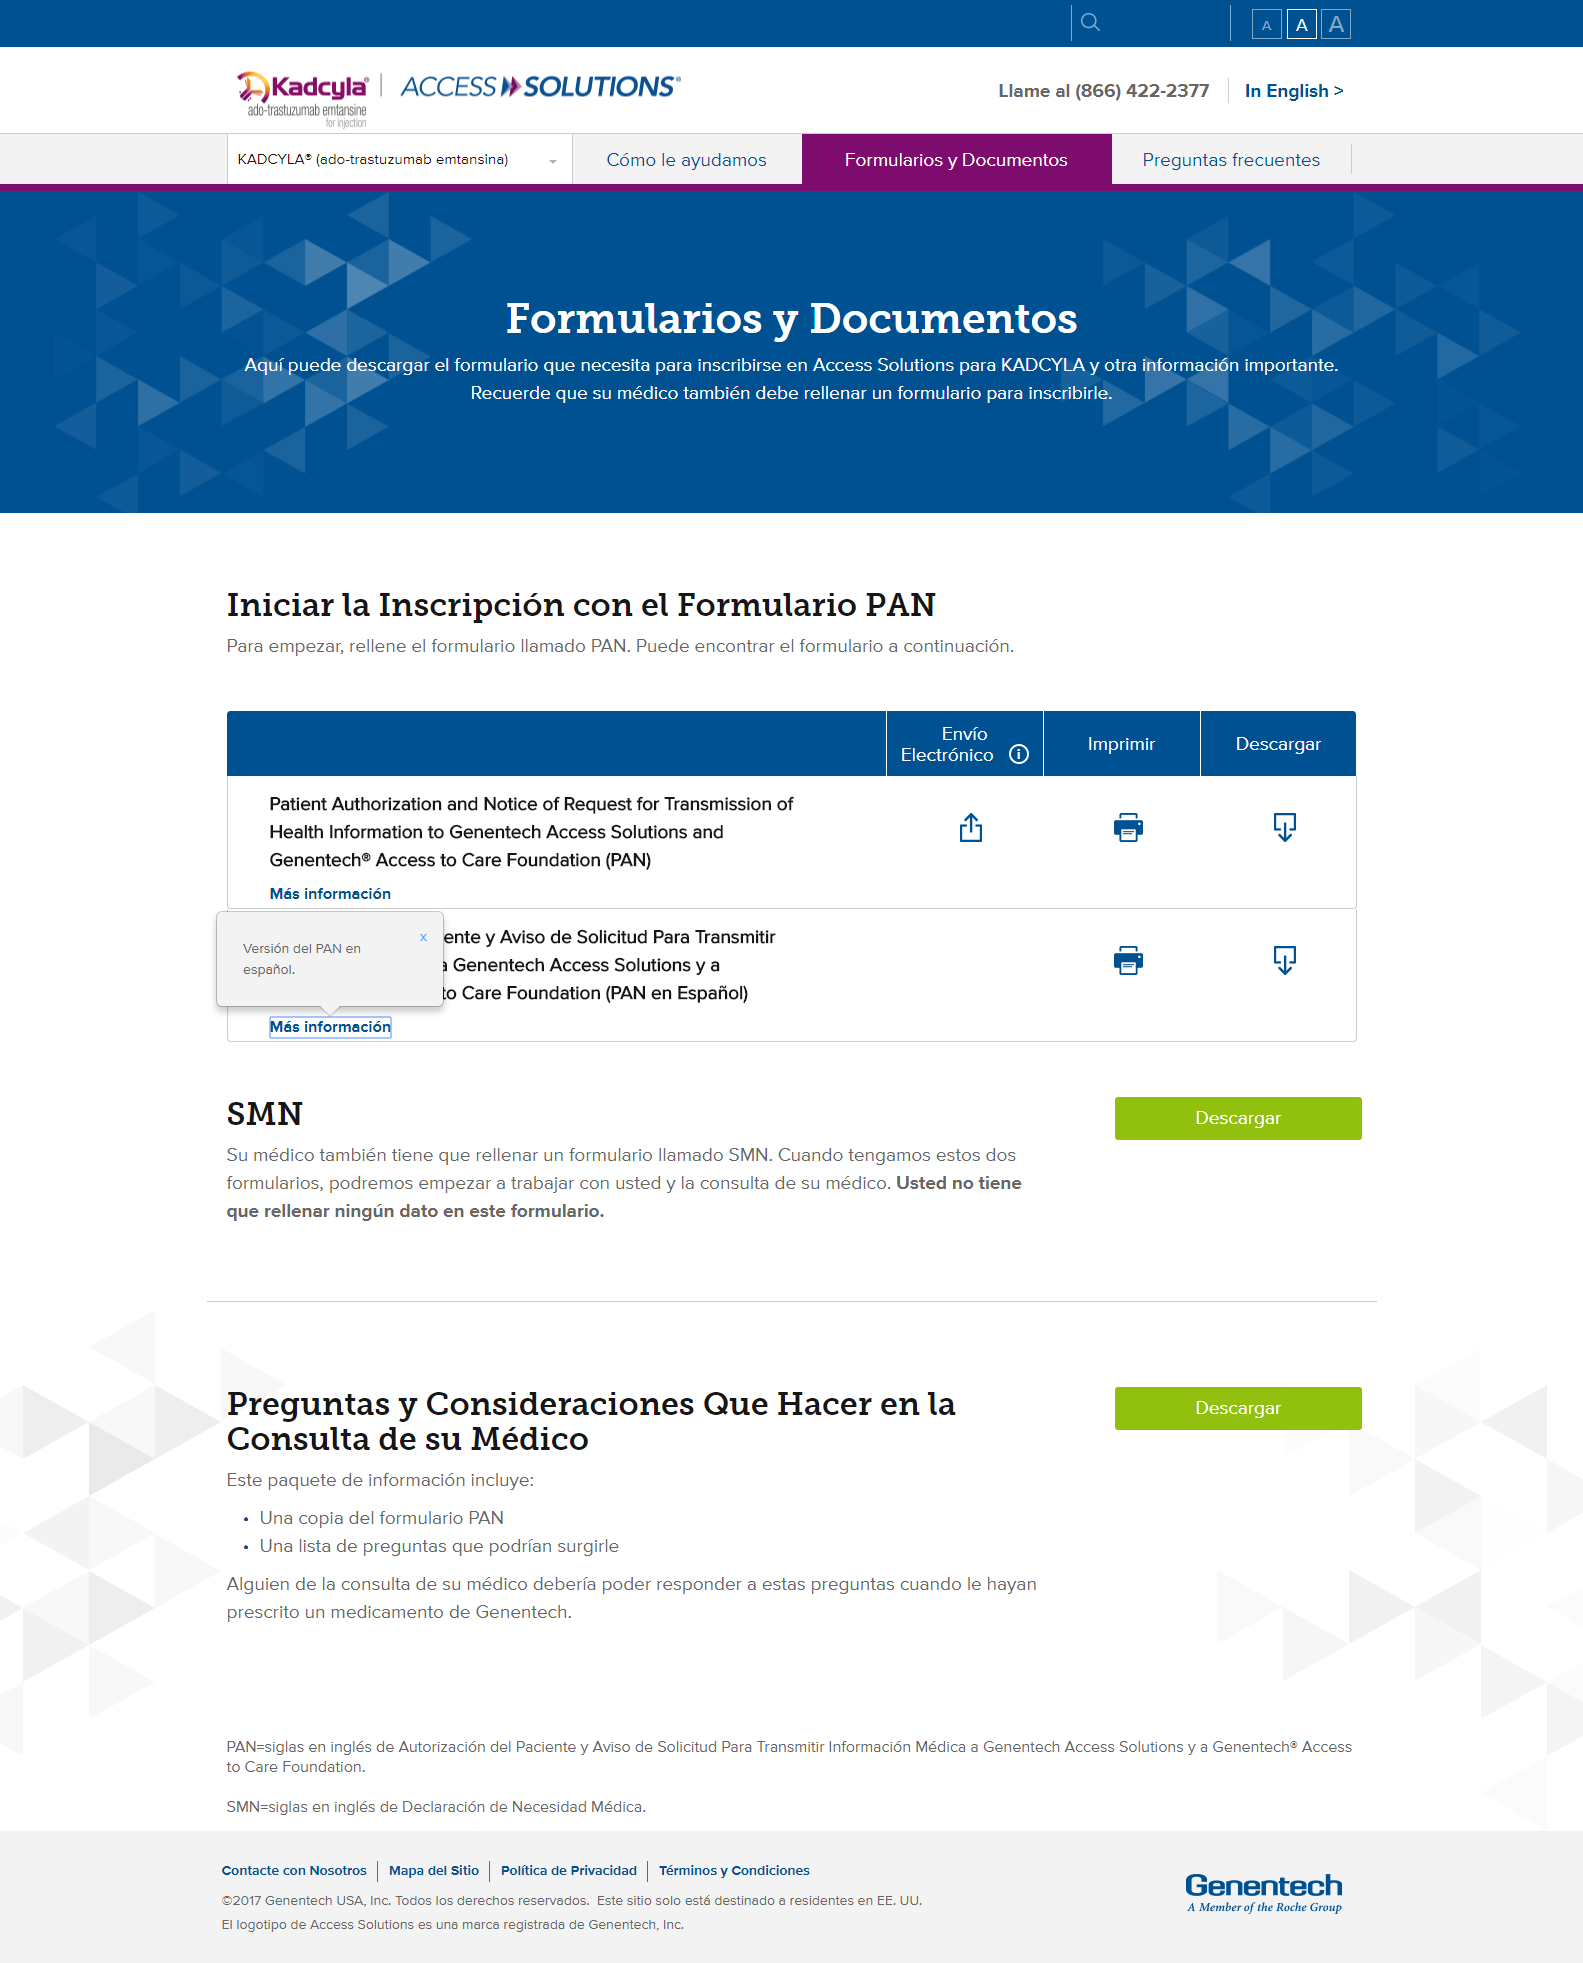 A A A
Kadcyla®
ado-trastuzumab emtansine
for injection
ACCESS SOLUTIONS®
Llame al (866) 422-2377
In English >
KADCYLA® (ado-trastuzumab emtansina)
Cómo le ayudamos
Formularios y Documentos
Preguntas frecuentes
Formularios y Documentos
Aquí puede descargar el formulario que necesita para inscribirse en Access Solutions para KADCYLA y otra información importante.
Recuerde que su médico también debe rellenar un formulario para inscribirle.
Iniciar la Inscripción con el Formulario PAN
Para empezar, rellene el formulario llamado PAN. Puede encontrar el formulario a continuación.
Envío
Electrónico
Imprimir
Descargar
Patient Authorization and Notice of Request for Transmission of
Health Information to Genentech Access Solutions and
Genentech® Access to Care Foundation (PAN)
Más información
x
Versión del PAN en
español.
ente y Aviso de Solicitud Para Transmitir
a Genentech Access Solutions y a
to Care Foundation (PAN en Español)
Más información
SMN
Descargar
Su médico también tiene que rellenar un formulario llamado SMN. Cuando tengamos estos dos
formularios, podremos empezar a trabajar con usted y la consulta de su médico. Usted no tiene
que rellenar ningún dato en este formulario.
Preguntas y Consideraciones Que Hacer en la
Consulta de su Médico
Descargar
Este paquete de información incluye:
• Una copia del formulario PAN
• Una lista de preguntas que podrían surgirle
Alguien de la consulta de su médico debería poder responder a estas preguntas cuando le hayan
prescrito un medicamento de Genentech.
PAN=siglas en inglés de Autorización del Paciente y Aviso de Solicitud Para Transmitir Información Médica a Genentech Access Solutions y a Genentech® Access
to Care Foundation.
SMN=siglas en inglés de Declaración de Necesidad Médica.
Contacte con Nosotros
Mapa del Sitio
Política de Privacidad
Términos y Condiciones
©2017 Genentech USA, Inc. Todos los derechos reservados. Este sitio solo está destinado a residentes en EE. UU.
El logotipo de Access Solutions es una marca registrada de Genentech, Inc.
Genentech
A Member of the Roche Group